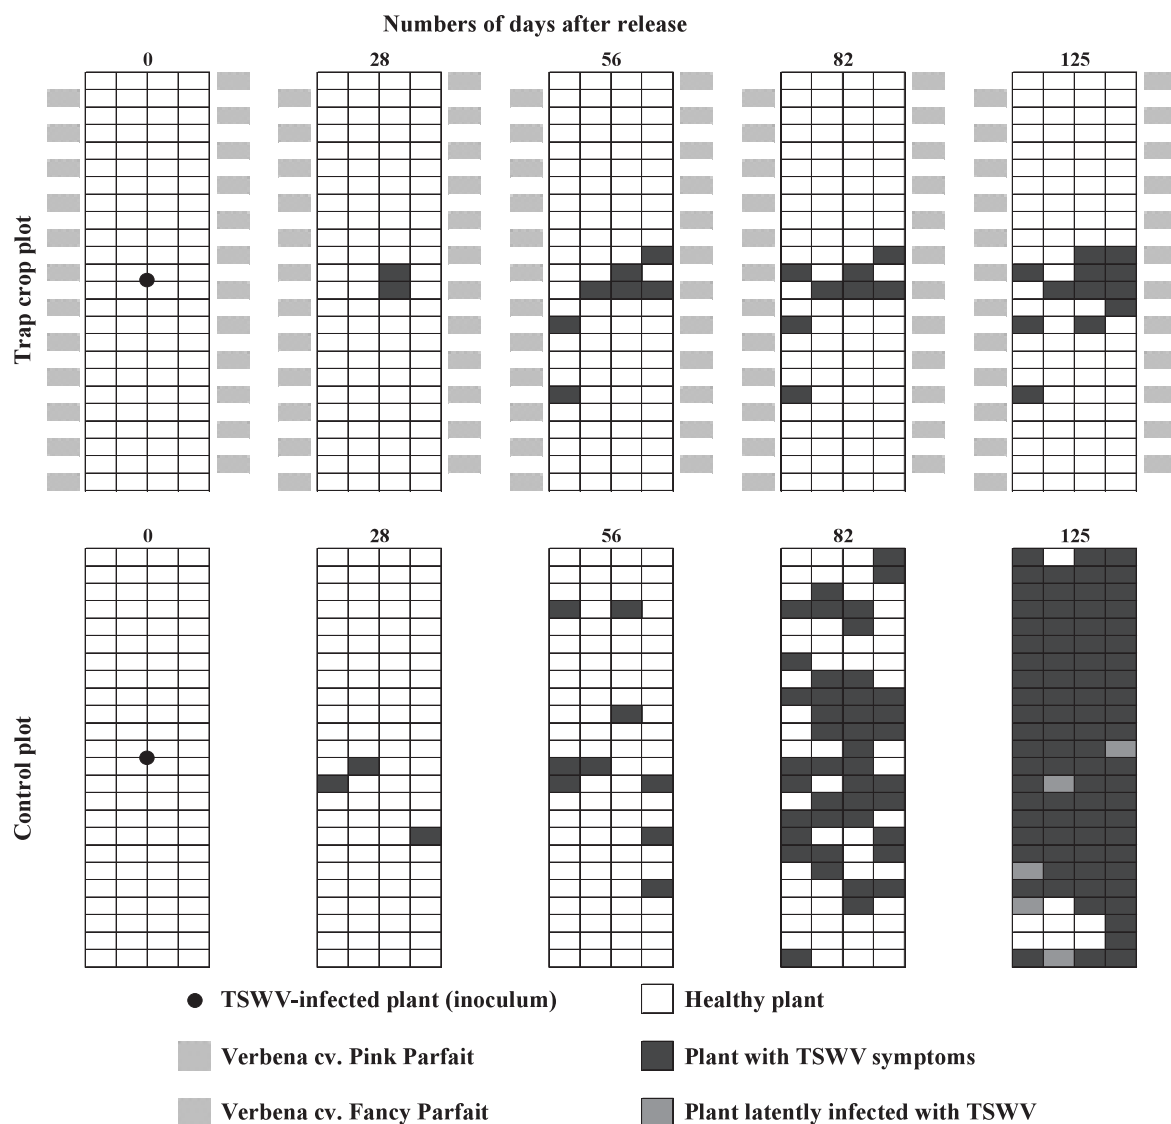 Numbers of days after release
0 28 56 82 125
Trap crop plot
0 28 56 82 125
Control plot
TSWV-infected plant (inoculum)
Healthy plant
Verbena cv. Pink Parfait
Plant with TSWV symptoms
Verbena cv. Fancy Parfait
Plant latently infected with TSWV